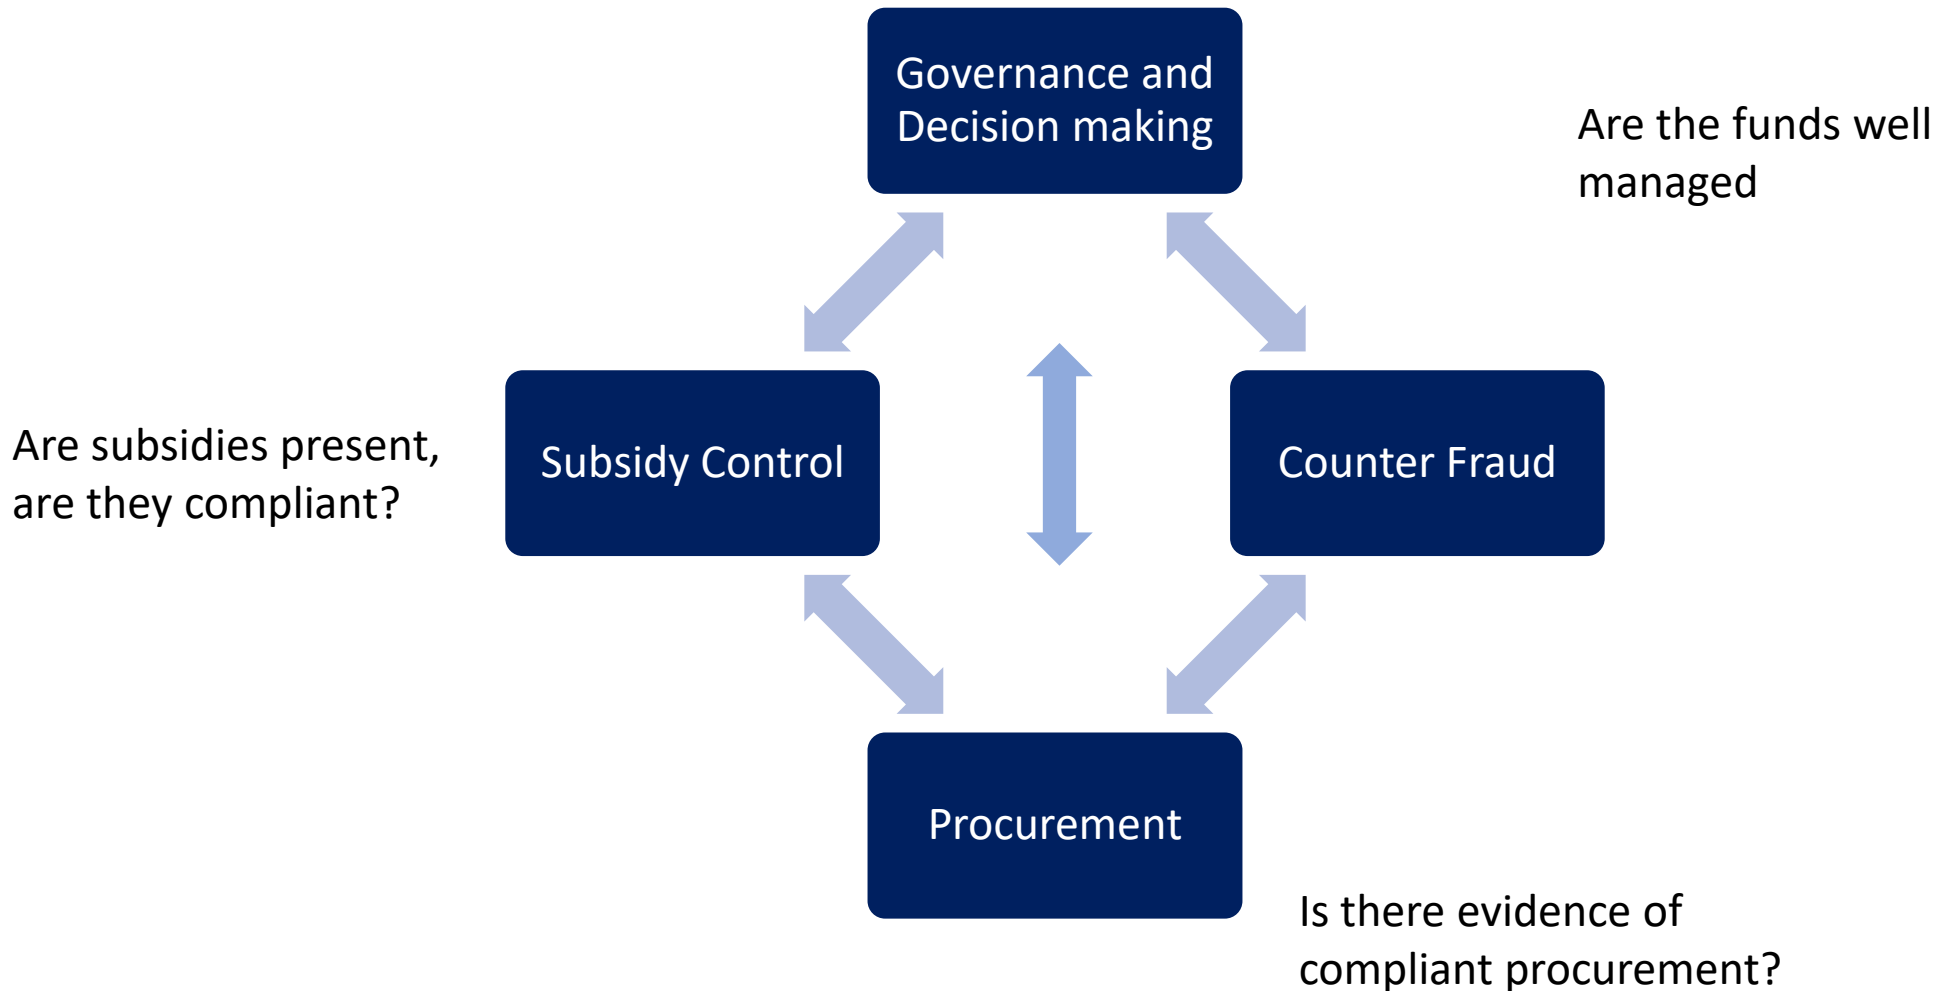 Governance and
Decision making
Are the funds well
managed
Are subsidies present,
are they compliant?
Subsidy Control
Counter Fraud
Procurement
Is there evidence of
compliant procurement?